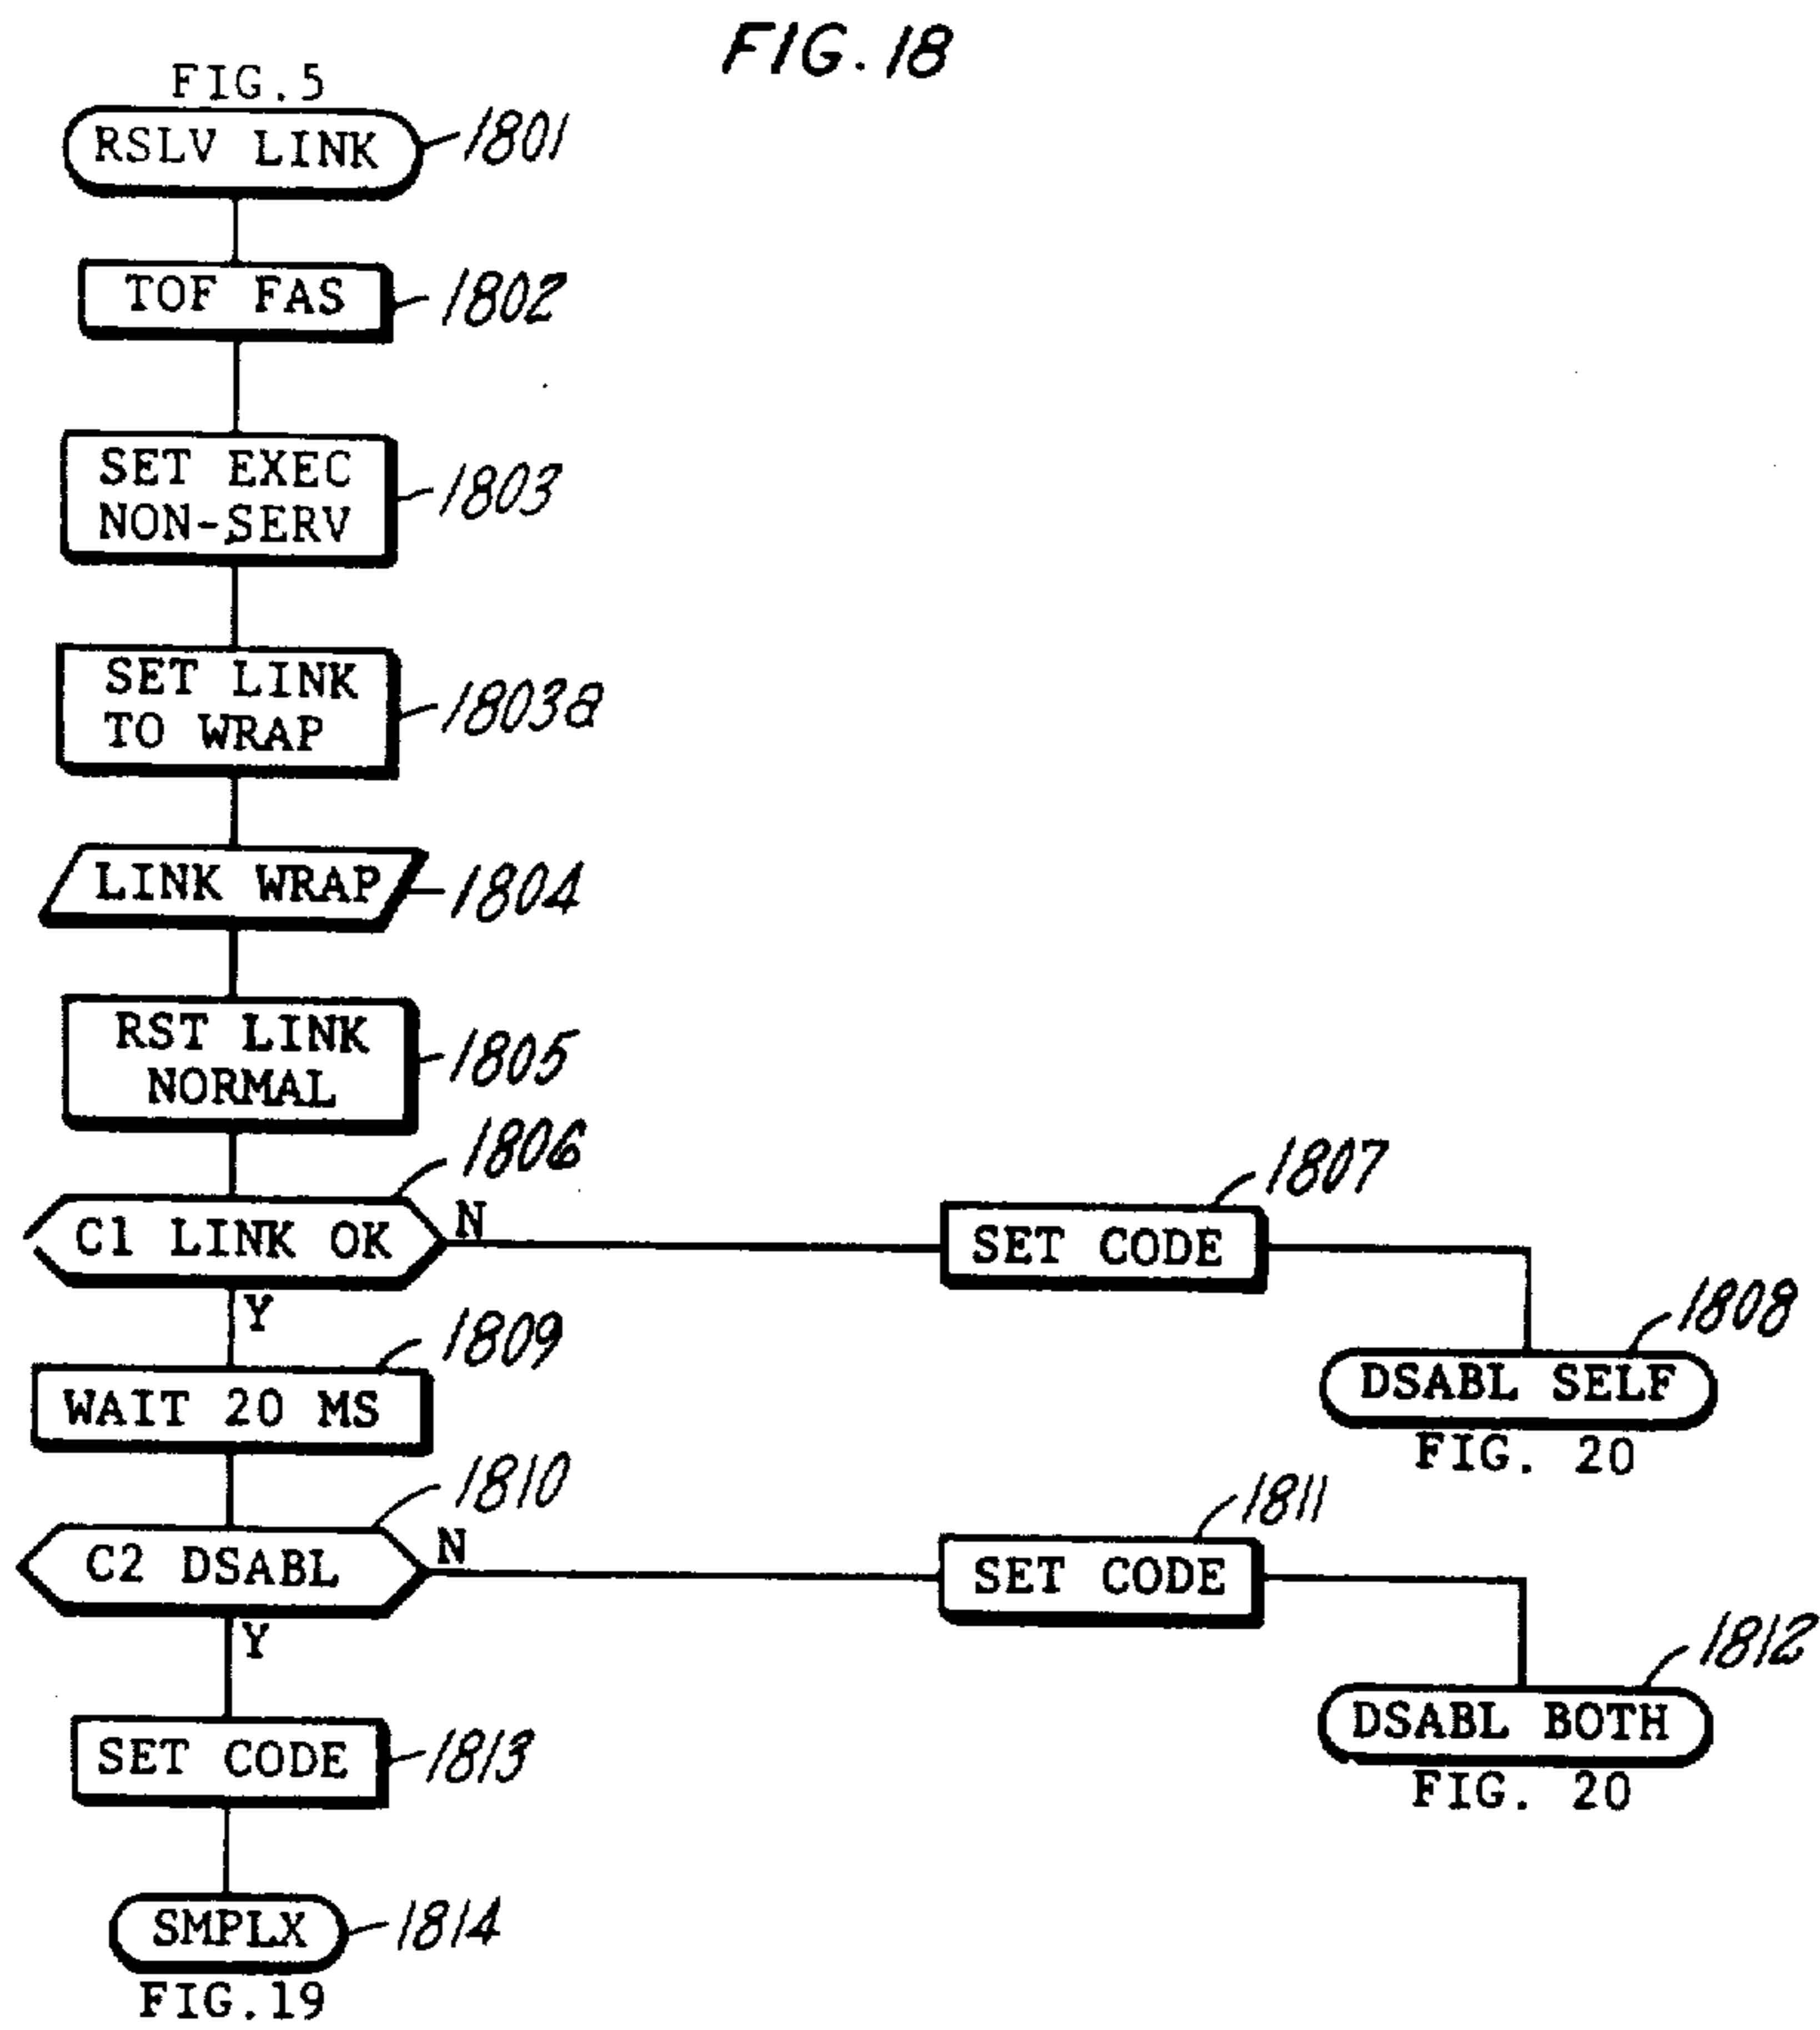 FIG. 18
FIG. 5
RSLV LINK
1801
TOF FAS
1802
SET EXEC
NON-SERV
1803
SET LINK
TO WRAP
1803a
LINK WRAP
1804
RST LINK
NORMAL
1805
1806
C1 LINK OK
N
1807
SET CODE
Y
1808
DSABL SELF
FIG. 20
1809
WAIT 20 MS
1810
C2 DSABL
N
1811
SET CODE
Y
1812
DSABL BOTH
FIG. 20
SET CODE
1813
SMPLX
1814
FIG.19